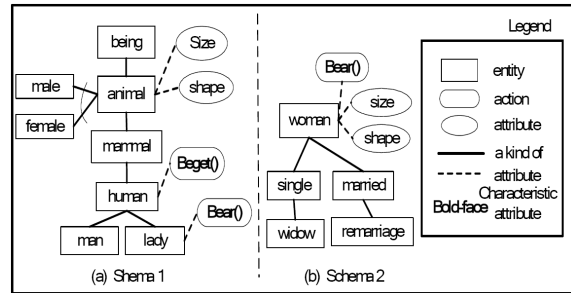 being
Size
male
animal
shape
female
mammal
Beget()
human
Bear()
man
lady
(a) Shema 1
Bear()
size
woman
shape
single
married
widow
remarriage
(b) Schema 2
Legend
entity
action
attribute
a kind of
attribute
Bold-face Characteristic attribute